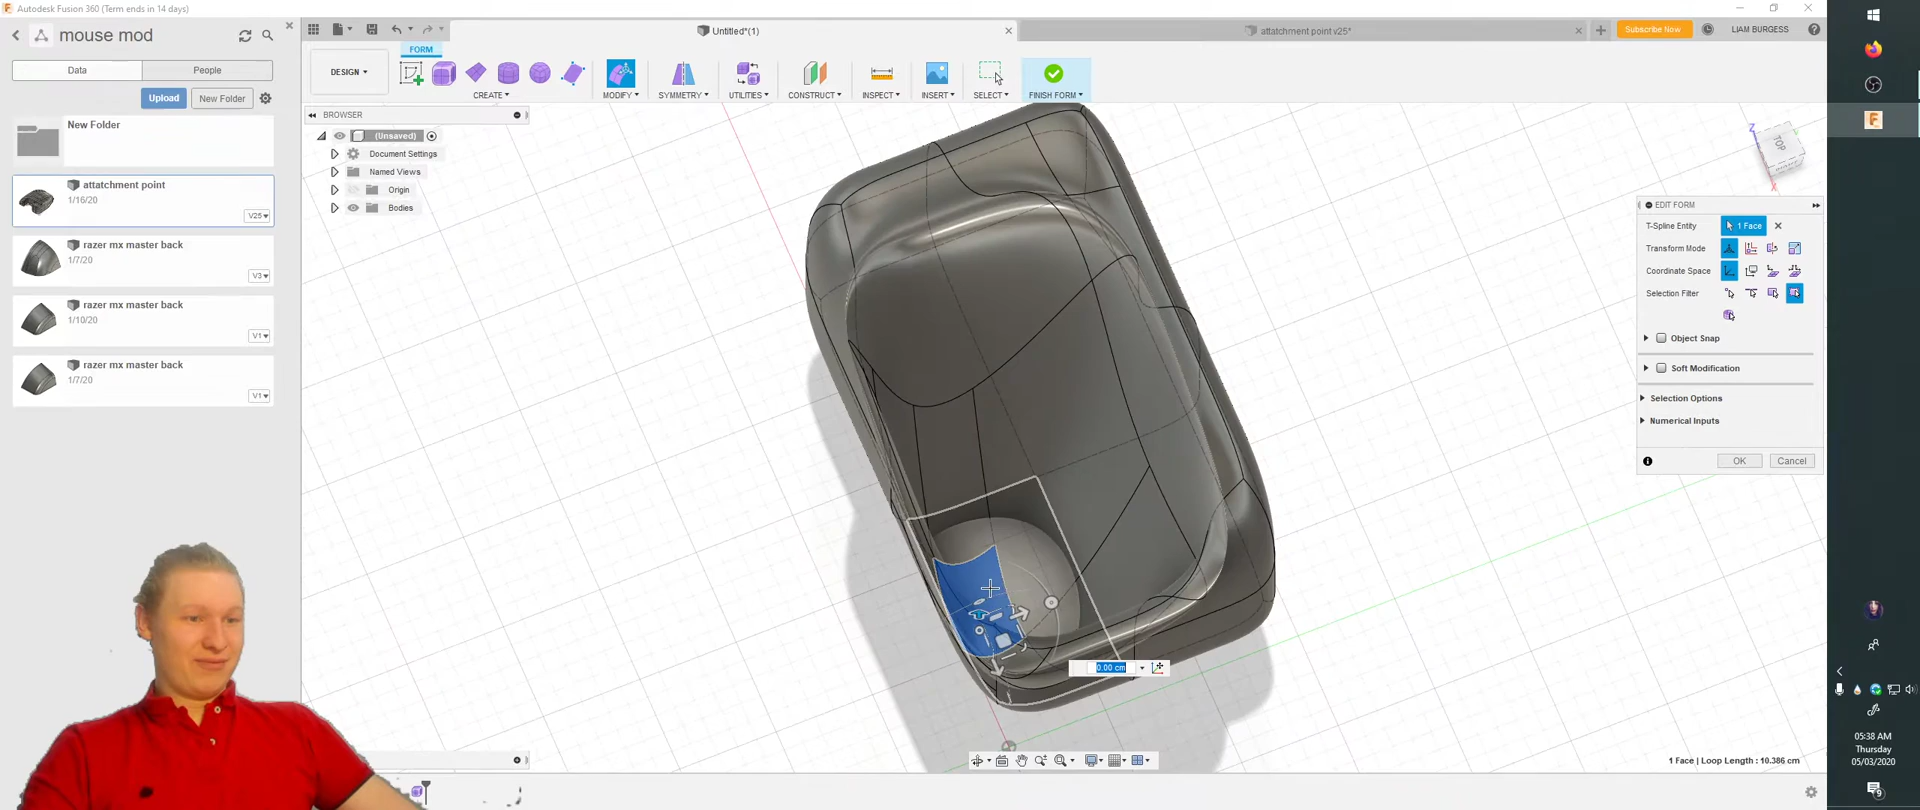 Autodesk Fusion 360 (Term ends in 14 days)
mouse mod
Data
People
Upload
New Folder
New Folder
attatchment point
1/16/20
V25
razer mx master back
1/7/20
V3
razer mx master back
1/10/20
V1
razer mx master back
1/7/20
V1
Untitled*(1)
attatchment point v25*
Subscribe Now
LIAM BURGESS
FORM
DESIGN
CREATE
MODIFY
SYMMETRY
UTILITIES
CONSTRUCT
INSPECT
INSERT
SELECT
FINISH FORM
BROWSER
(Unsaved)
Document Settings
Named Views
Origin
Bodies
TOP
Z
X
EDIT FORM
T-Spline Entity
1 Face
Transform Mode
Coordinate Space
Selection Filter
Object Snap
Soft Modification
Selection Options
Numerical Inputs
OK
Cancel
0.00 cm
1 Face | Loop Length : 10.386 cm
05:38 AM
Thursday
05/03/2020
9